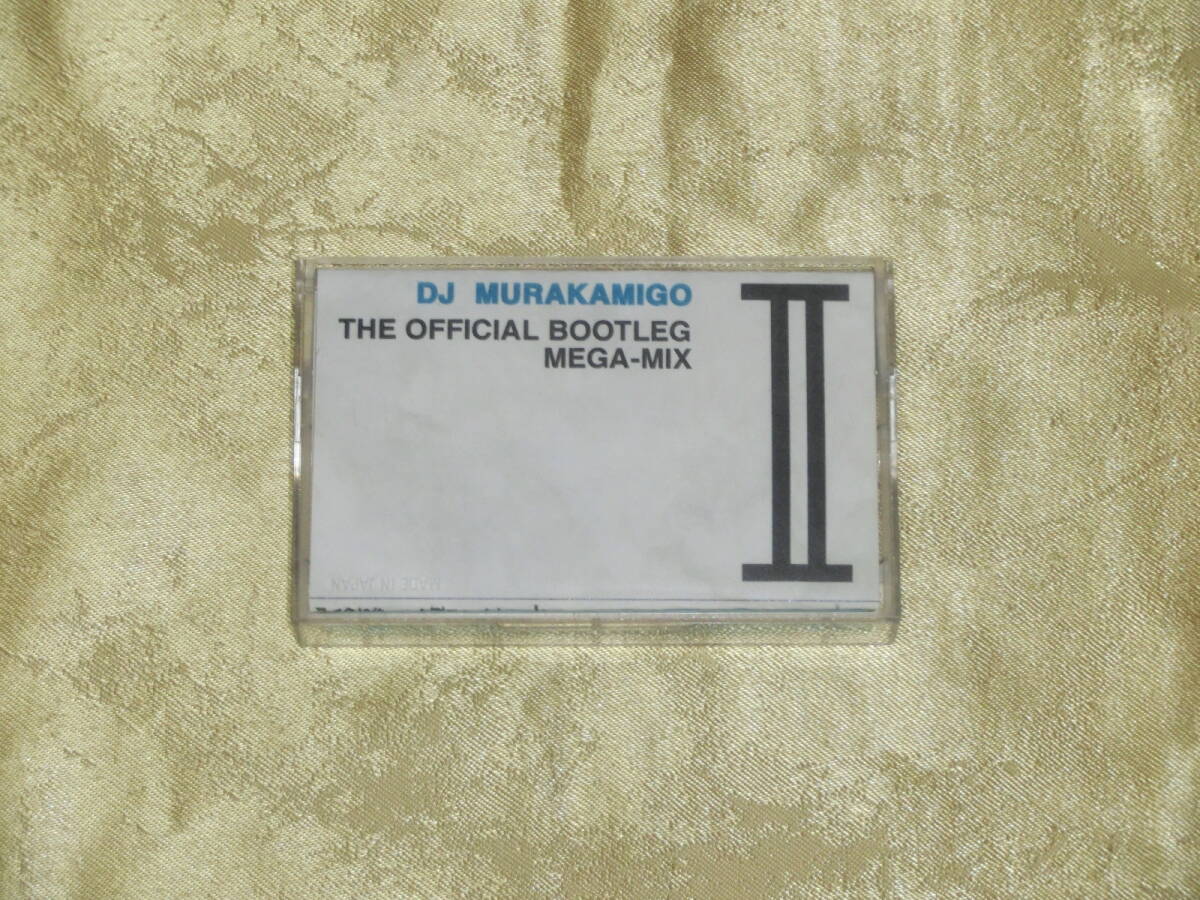 DJ MURAKAMIGO
THE OFFICIAL BOOTLEG
MEGA-MIX
II
MADE IN JAPAN